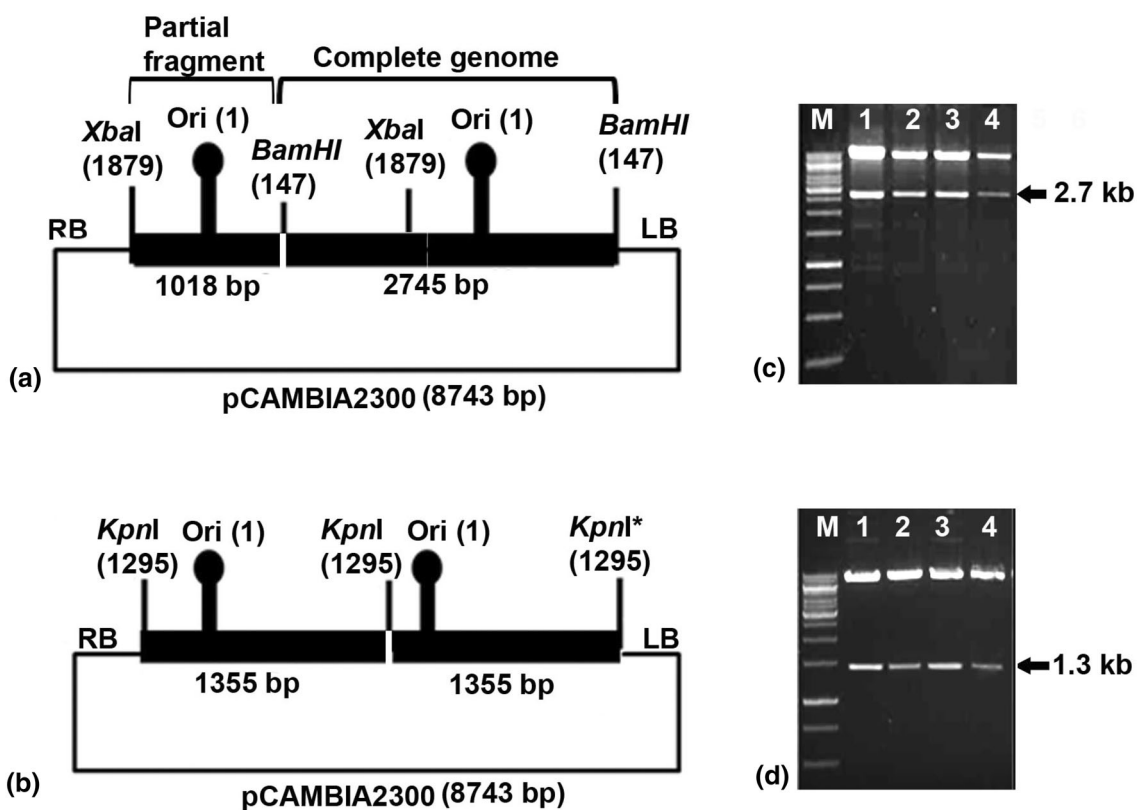 Partial
fragment
Complete genome
XbaI
(1879)
Ori (1)
BamHI
(147)
XbaI
(1879)
Ori (1)
BamHI
(147)
RB
LB
1018 bp
2745 bp
(a)
pCAMBIA2300 (8743 bp)
M 1 2 3 4
2.7 kb
(c)
KpnI
(1295)
Ori (1)
KpnI
(1295)
Ori (1)
KpnI*
(1295)
RB
LB
1355 bp
1355 bp
(b)
pCAMBIA2300 (8743 bp)
M 1 2 3 4
1.3 kb
(d)